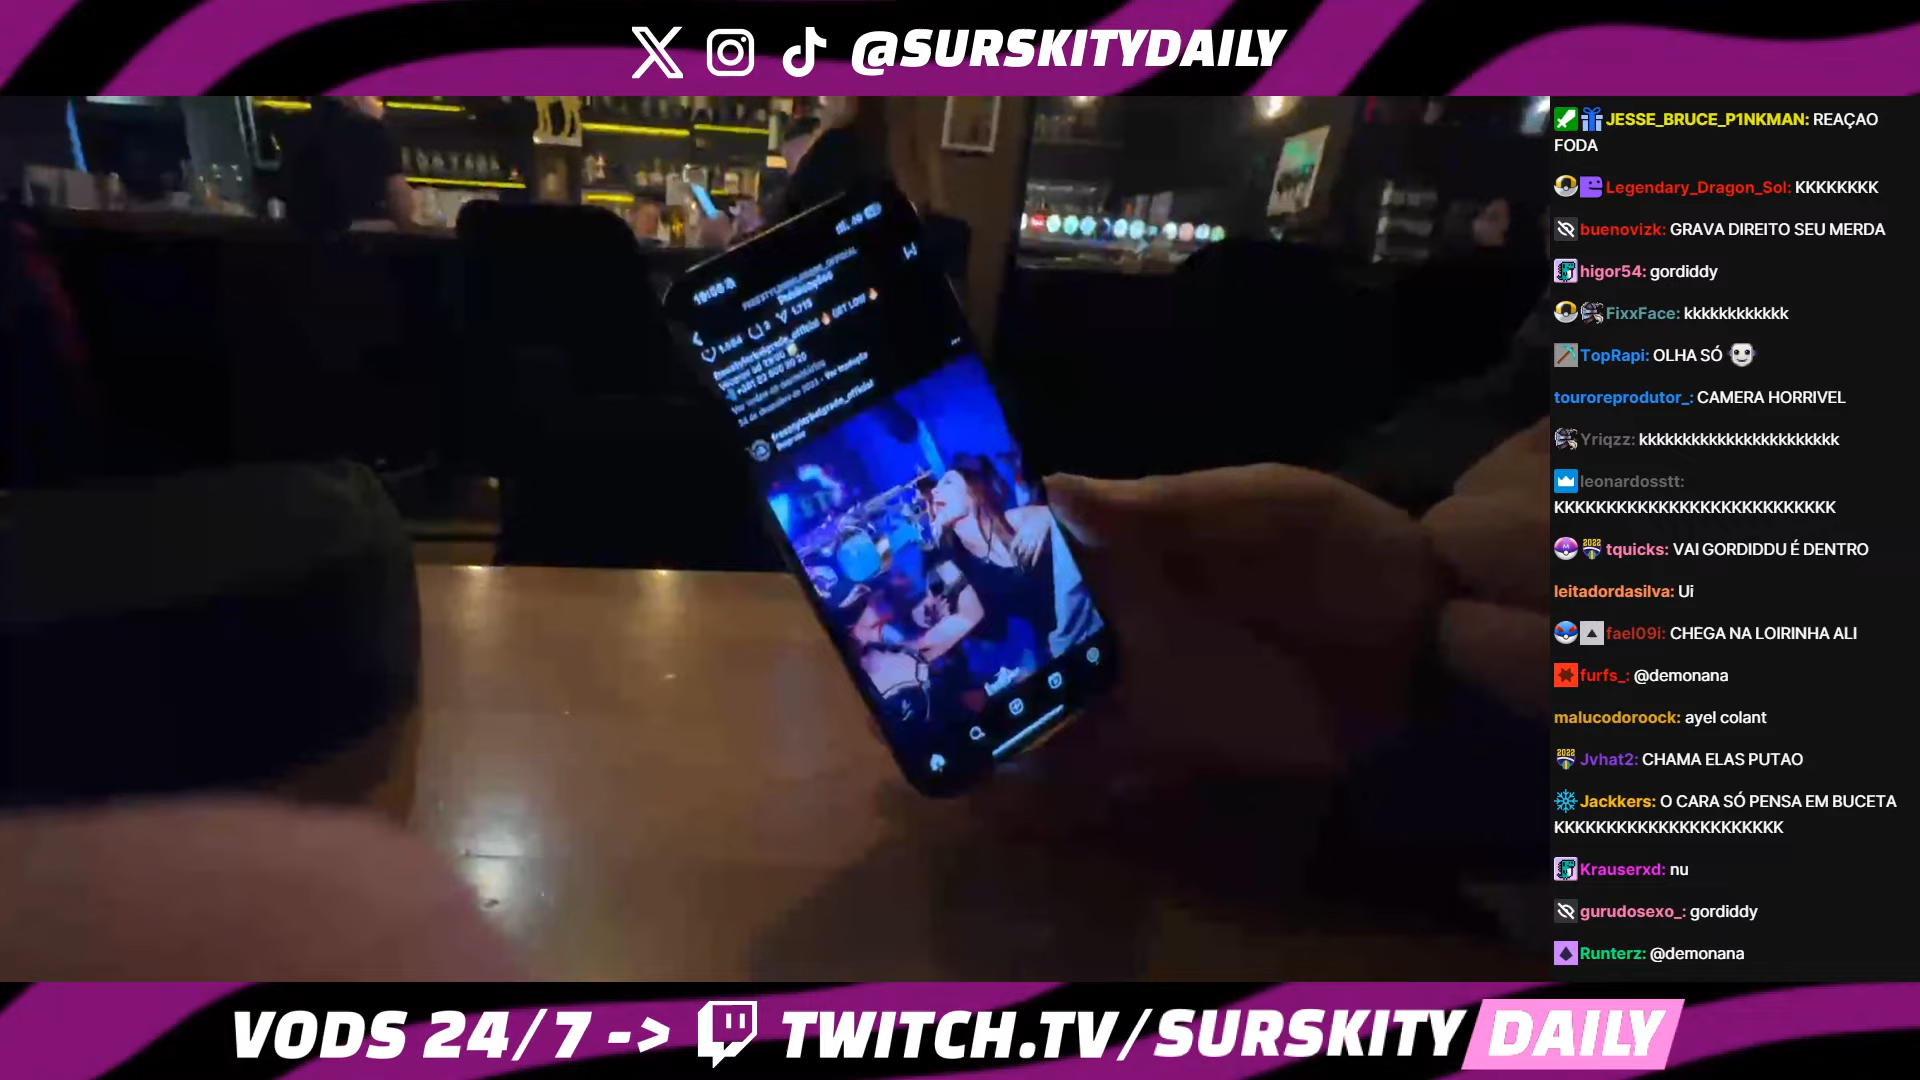 @SURSKITYDAILY
JESSE_BRUCE_P1NKMAN: REAÇAO
FODA
Legendary_Dragon_Sol: KKKKKKKK
buenovizk: GRAVA DIREITO SEU MERDA
higor54: gordiddy
FixxFace: kkkkkkkkkkkk
TopRapi: OLHA SÓ
touroreprodutor_: CAMERA HORRIVEL
Yriqzz: kkkkkkkkkkkkkkkkkkkkkkk
leonardosstt:
KKKKKKKKKKKKKKKKKKKKKKKKKKK
tquicks: VAI GORDIDDU É DENTRO
leitadordasilva: Ui
fael09i: CHEGA NA LOIRINHA ALI
furfs_: @demonana
malucodoroock: ayel colant
Jvhat2: CHAMA ELAS PUTAO
Jackkers: O CARA SÓ PENSA EM BUCETA
KKKKKKKKKKKKKKKKKKKKKK
Krauserxd: nu
gurudosexo_: gordiddy
Runterz: @demonana
VODS 24/7 -> TWITCH.TV/SURSKITY DAILY